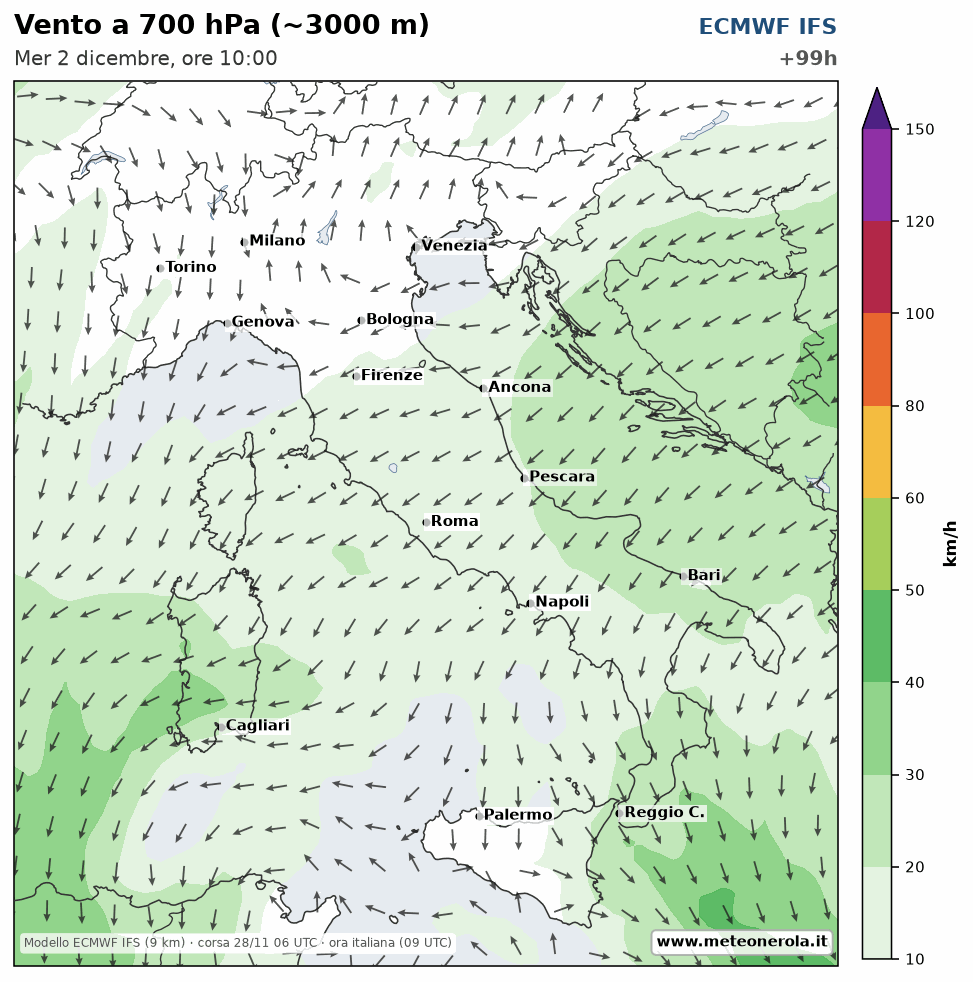 Vento a 700 hPa (~3000 m)
ECMWF IFS
Mer 2 dicembre, ore 10:00
+99h
150
120
100
80
60
50
40
30
20
10
km/h
Milano
Venezia
Torino
Genova
Bologna
Firenze
Ancona
Pescara
Roma
Bari
Napoli
Cagliari
Palermo
Reggio C.
Modello ECMWF IFS (9 km) · corsa 28/11 06 UTC · ora italiana (09 UTC)
www.meteonerola.it